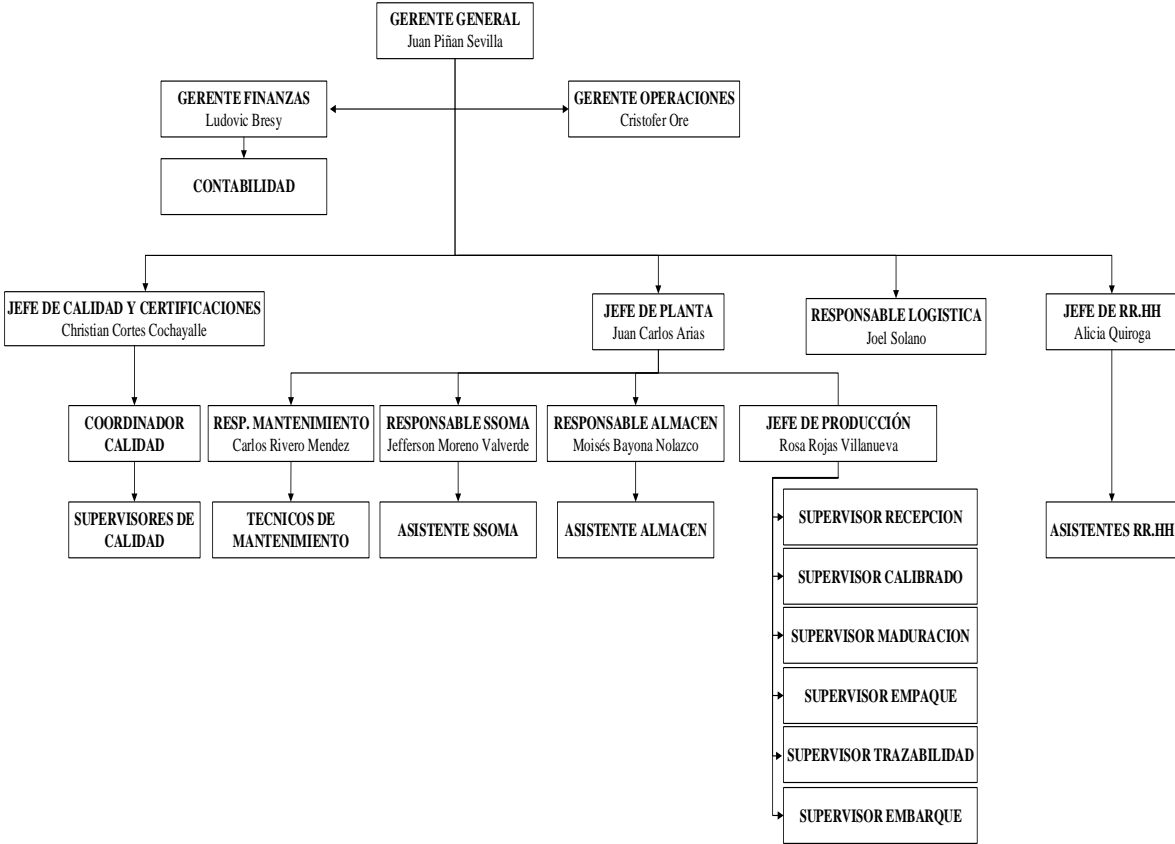 GERENTE GENERAL
Juan Piñan Sevilla
GERENTE FINANZAS
Ludovic Bresy
GERENTE OPERACIONES
Cristofer Ore
CONTABILIDAD
JEFE DE CALIDAD Y CERTIFICACIONES
Christian Cortes Cochayalle
JEFE DE PLANTA
Juan Carlos Arias
RESPONSABLE LOGISTICA
Joel Solano
JEFE DE RR.HH
Alicia Quiroga
COORDINADOR
CALIDAD
RESP. MANTENIMIENTO
Carlos Rivero Mendez
RESPONSABLE SSOMA
Jefferson Moreno Valverde
RESPONSABLE ALMACEN
Moisés Bayona Nolazco
JEFE DE PRODUCCIÓN
Rosa Rojas Villanueva
SUPERVISORES DE
CALIDAD
TECNICOS DE
MANTENIMIENTO
ASISTENTE SSOMA
ASISTENTE ALMACEN
SUPERVISOR RECEPCION
ASISTENTES RR.HH
SUPERVISOR CALIBRADO
SUPERVISOR MADURACION
SUPERVISOR EMPAQUE
SUPERVISOR TRAZABILIDAD
SUPERVISOR EMBARQUE